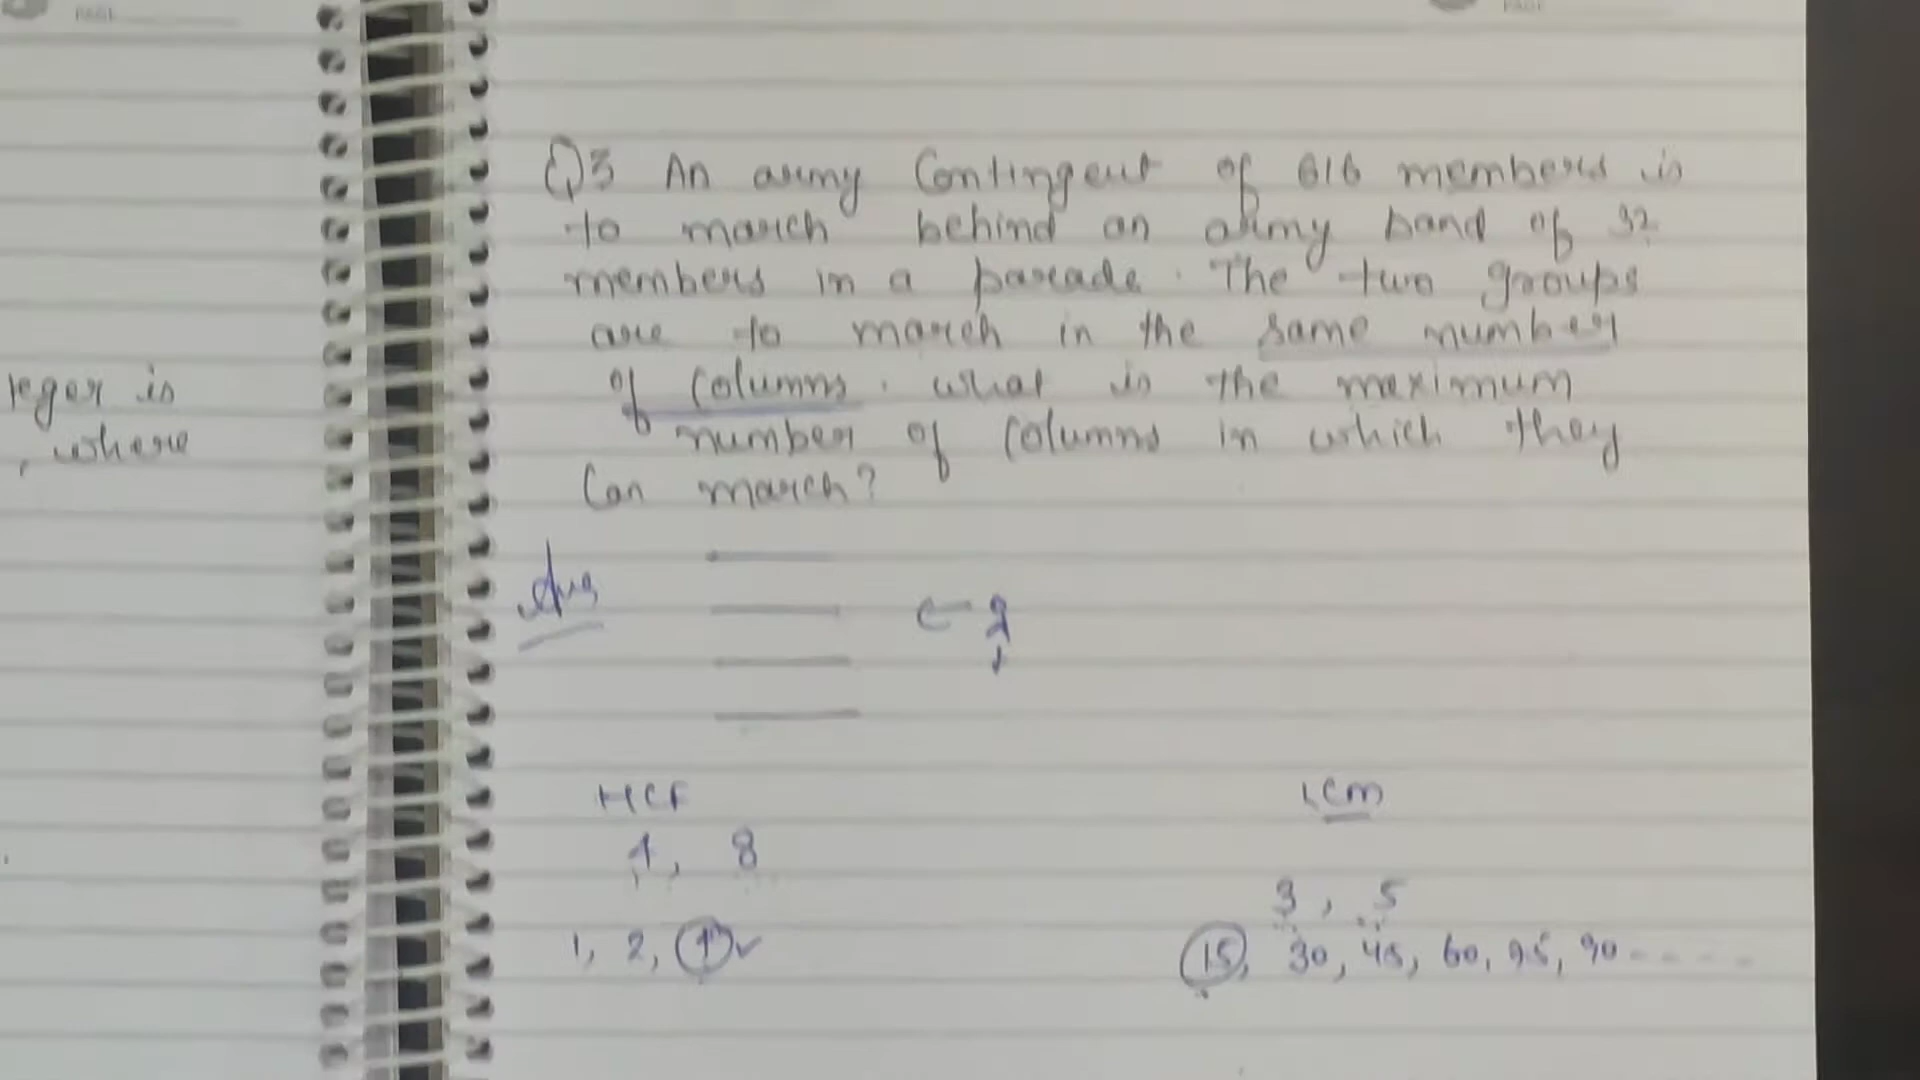 PAGE
PAGE
teger is
, where
Q3 An army Contingent of 616 members is
to march behind an army band of 32
members in a parade. The two groups
are to march in the same number
of columns. what is the maximum
number of columns in which they
Can march?
Ans
HCF
4, 8
1, 2, 4
LCM
3, 5
15, 30, 45, 60, 75, 90 - - - - -